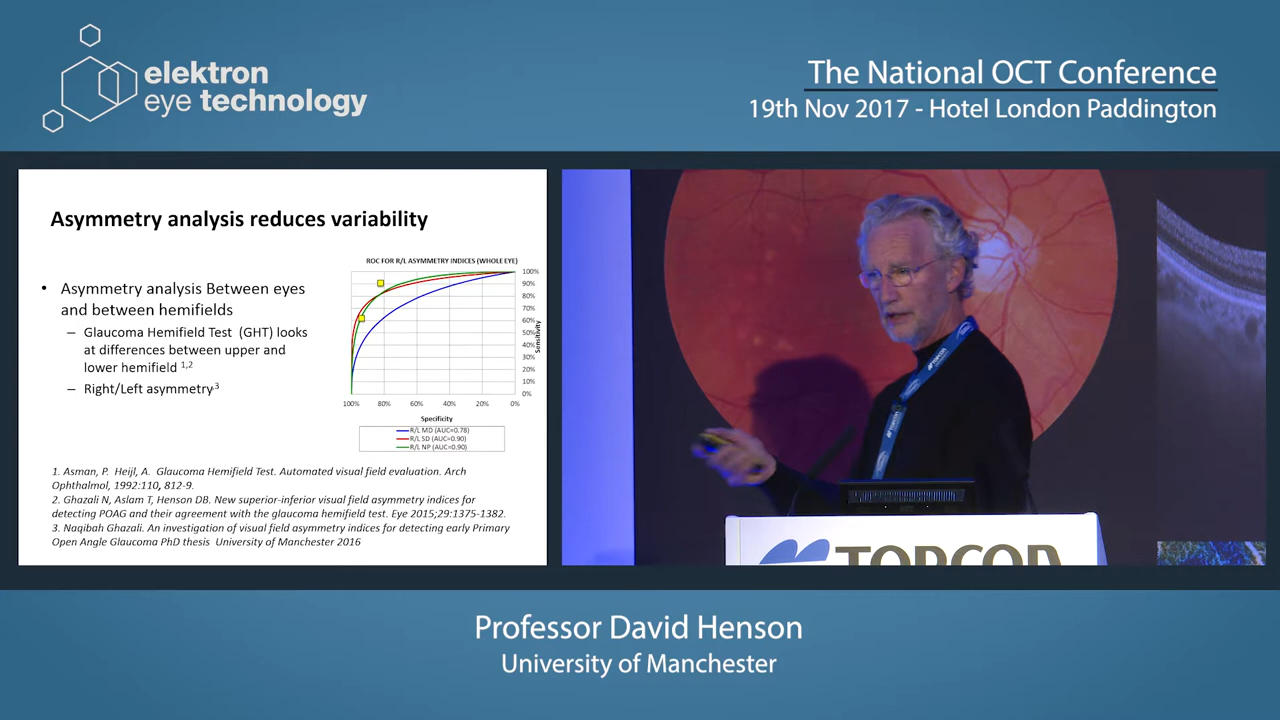 elektron
eye technology
The National OCT Conference
19th Nov 2017 - Hotel London Paddington
Asymmetry analysis reduces variability
• Asymmetry analysis Between eyes
and between hemifields
– Glaucoma Hemifield Test (GHT) looks
at differences between upper and
lower hemifield 1,2
– Right/Left asymmetry3
ROC FOR R/L ASYMMETRY INDICES (WHOLE EYE)
100%
90%
80%
70%
60%
50%
40%
30%
20%
10%
0%
Sensitivity
100% 80% 60% 40% 20% 0%
Specificity
R/L MD (AUC=0.78)
R/L SD (AUC=0.90)
R/L NP (AUC=0.90)
1. Asman, P. Heijl, A. Glaucoma Hemifield Test. Automated visual field evaluation. Arch
Ophthalmol, 1992:110, 812-9.
2. Ghazali N, Aslam T, Henson DB. New superior-inferior visual field asymmetry indices for
detecting POAG and their agreement with the glaucoma hemifield test. Eye 2015;29:1375-1382.
3. Naqibah Ghazali. An investigation of visual field asymmetry indices for detecting early Primary
Open Angle Glaucoma PhD thesis University of Manchester 2016
TOPCON
TOPCON
Professor David Henson
University of Manchester